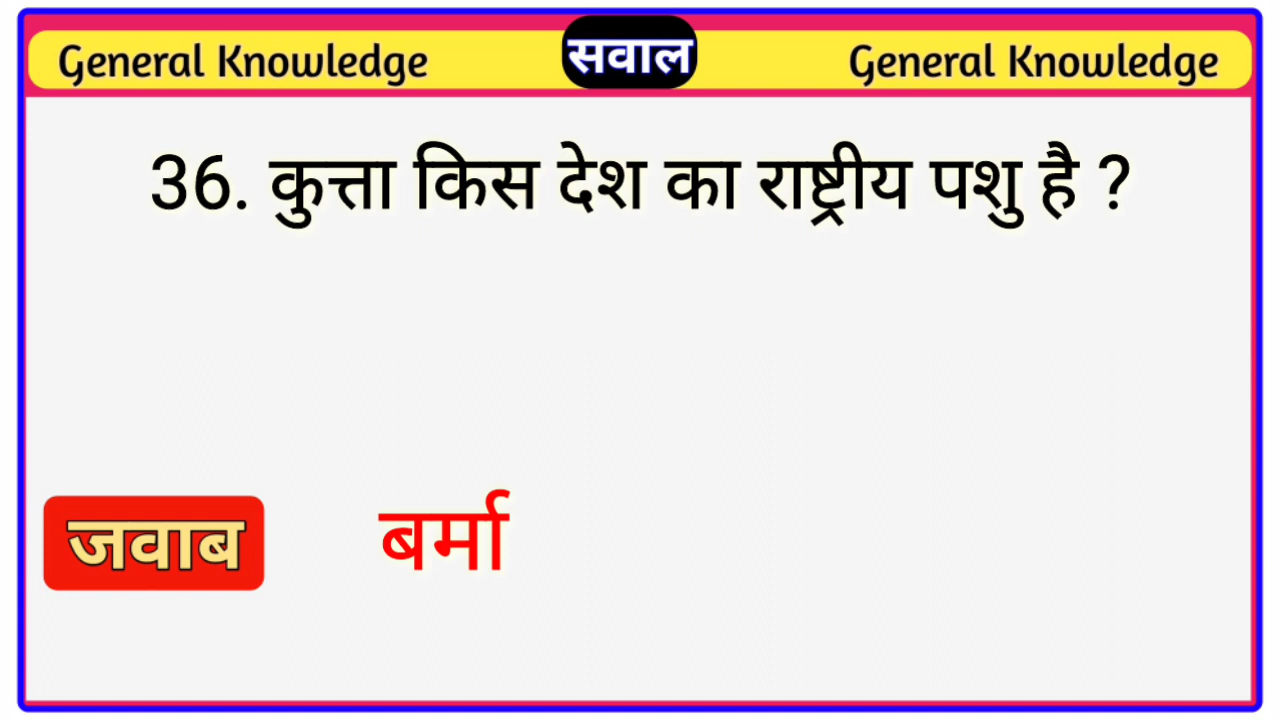 General Knowledge सवाल General Knowledge
36. कुत्ता किस देश का राष्ट्रीय पशु है ?
जवाब बर्मा